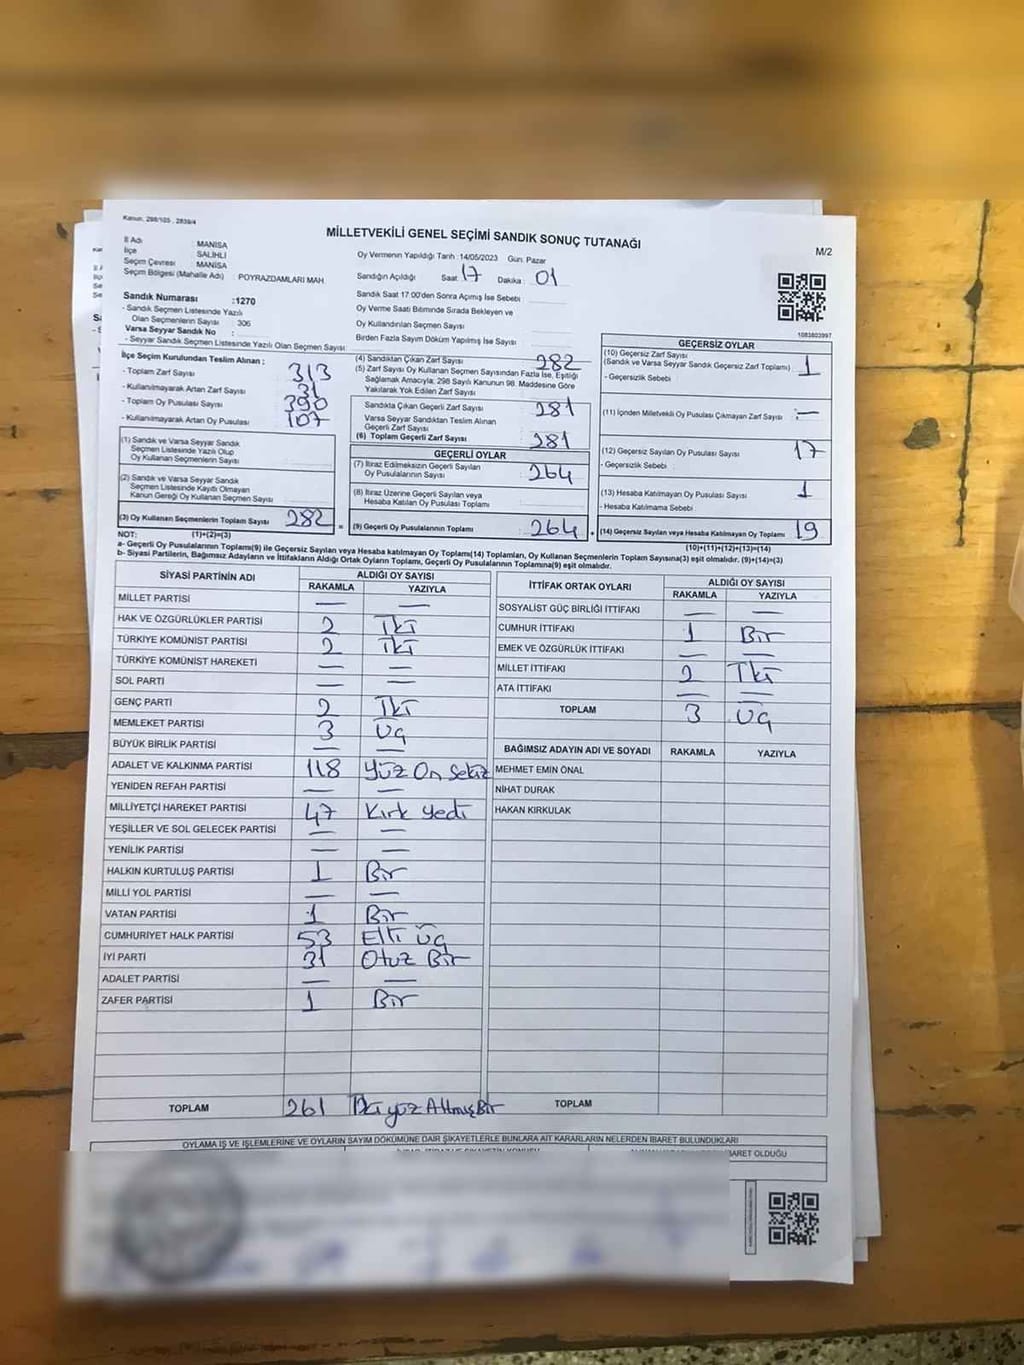 Kanun, 298/105 , 2839/4
MİLLETVEKİLİ GENEL SEÇİMİ SANDIK SONUÇ TUTANAĞI
M/2
İl Adı : MANİSA
İlçe : SALİHLİ
Seçim Çevresi : MANİSA
Seçim Bölgesi (Mahalle Adı) : POYRAZDAMLARI MAH.
Oy Vermenin Yapıldığı Tarih :14/05/2023 Gün: Pazar
Sandığın Açıldığı Saat: 17 Dakika : 01
Sandık Numarası :1270
- Sandık Seçmen Listesinde Yazılı
Olan Seçmenlerin Sayısı : 306
Varsa Seyyar Sandık No :
- Seyyar Sandık Seçmen Listesinde Yazılı Olan Seçmen Sayısı
Sandık Saat 17:00'den Sonra Açımış İse Sebebi
Oy Verme Saati Bitiminde Sırada Bekleyen ve
Oy Kullandırılan Seçmen Sayısı
Birden Fazla Sayım Döküm Yapılmış İse Sayısı
1083803997
İlçe Seçim Kurulundan Teslim Alınan :
- Toplam Zarf Sayısı 313
- Kullanılmayarak Artan Zarf Sayısı 31
- Toplam Oy Pusulası Sayısı 390
- Kullanılmayarak Artan Oy Pusulası 107
(1) Sandık ve Varsa Seyyar Sandık
Seçmen Listesinde Yazılı Olup
Oy Kullanan Seçmenlerin Sayısı
(2) Sandık ve Varsa Seyyar Sandık
Seçmen Listesinde Kayıtlı Olmayan
Kanun Gereği Oy Kullanan Seçmen Sayısı
(3) Oy Kullanan Seçmenlerin Toplam Sayısı 282
(1)+(2)=(3)
(4) Sandıktan Çıkan Zarf Sayısı 282
(5) Zarf Sayısı Oy Kullanan Seçmen Sayısından Fazla İse, Eşitliği
Sağlamak Amacıyla; 298 Sayılı Kanunun 98. Maddesine Göre
Yakılarak Yok Edilen Zarf Sayısı
Sandıkta Çıkan Geçerli Zarf Sayısı 281
Varsa Seyyar Sandıktan Teslim Alınan
Geçerli Zarf Sayısı
(6) Toplam Geçerli Zarf Sayısı 281
GEÇERLİ OYLAR
(7) İtiraz Edilmeksizin Geçerli Sayılan
Oy Pusulalarının Sayısı 264
(8) İtiraz Üzerine Geçerli Sayılan veya
Hesaba Katılan Oy Pusulası Toplamı
= (9) Geçerli Oy Pusulalarının Toplamı 264 +
GEÇERSİZ OYLAR
(10) Geçersiz Zarf Sayısı
(Sandık ve Varsa Seyyar Sandık Geçersiz Zarf Toplamı) : 1
- Geçersizlik Sebebi :
(11) İçinden Milletvekili Oy Pusulası Çıkmayan Zarf Sayısı : —
(12) Geçersiz Sayılan Oy Pusulası Sayısı : 17
- Geçersizlik Sebebi :
(13) Hesaba Katılmayan Oy Pusulası Sayısı : 1
- Hesaba Katılmama Sebebi :
(14) Geçersiz Sayılan veya Hesaba Katılmayan Oy Pusulası Toplamı 19
(10)+(11)+(12)+(13)=(14)
NOT:
a- Geçerli Oy Pusulalarının Toplamı(9) ile Geçersiz Sayılan veya Hesaba katılmayan Oy Toplamı(14) Toplamları, Oy Kullanan Seçmenlerin Toplam Sayısına(3) eşit olmalıdır. (9)+(14)=(3)
b- Siyasi Partilerin, Bağımsız Adayların ve İttifakların Aldığı Ortak Oyların Toplamı, Geçerli Oy Pusulalarının Toplamına(9) eşit olmalıdır.
SİYASİ PARTİNİN ADI ALDIĞI OY SAYISI
RAKAMLA YAZIYLA
MİLLET PARTİSİ — —
HAK VE ÖZGÜRLÜKLER PARTİSİ 2 İki
TÜRKİYE KOMÜNİST PARTİSİ 2 İki
TÜRKİYE KOMÜNİST HAREKETİ — —
SOL PARTİ — —
GENÇ PARTİ 2 İki
MEMLEKET PARTİSİ 3 Üç
BÜYÜK BİRLİK PARTİSİ — —
ADALET VE KALKINMA PARTİSİ 118 Yüz On Sekiz
YENİDEN REFAH PARTİSİ — —
MİLLİYETÇİ HAREKET PARTİSİ 47 Kırk Yedi
YEŞİLLER VE SOL GELECEK PARTİSİ — —
YENİLİK PARTİSİ — —
HALKIN KURTULUŞ PARTİSİ 1 Bir
MİLLİ YOL PARTİSİ — —
VATAN PARTİSİ 1 Bir
CUMHURİYET HALK PARTİSİ 53 Elli Üç
İYİ PARTİ 31 Otuz Bir
ADALET PARTİSİ — —
ZAFER PARTİSİ 1 Bir
TOPLAM 261 İki yüz Altmış Bir
İTTİFAK ORTAK OYLARI ALDIĞI OY SAYISI
RAKAMLA YAZIYLA
SOSYALİST GÜÇ BİRLİĞİ İTTİFAKI — —
CUMHUR İTTİFAKI 1 Bir
EMEK VE ÖZGÜRLÜK İTTİFAKI — —
MİLLET İTTİFAKI 2 İki
ATA İTTİFAKI — —
TOPLAM 3 Üç
BAĞIMSIZ ADAYIN ADI VE SOYADI RAKAMLA YAZIYLA
MEHMET EMİN ÖNAL
NİHAT DURAK
HAKAN KIRKULAK
TOPLAM
OYLAMA İŞ VE İŞLEMLERİNE VE OYLARIN SAYIM DÖKÜMÜNE DAİR ŞİKAYETLERLE BUNLARA AİT KARARLARIN NELERDEN İBARET BULUNDUKLARI
BARET OLDUĞU